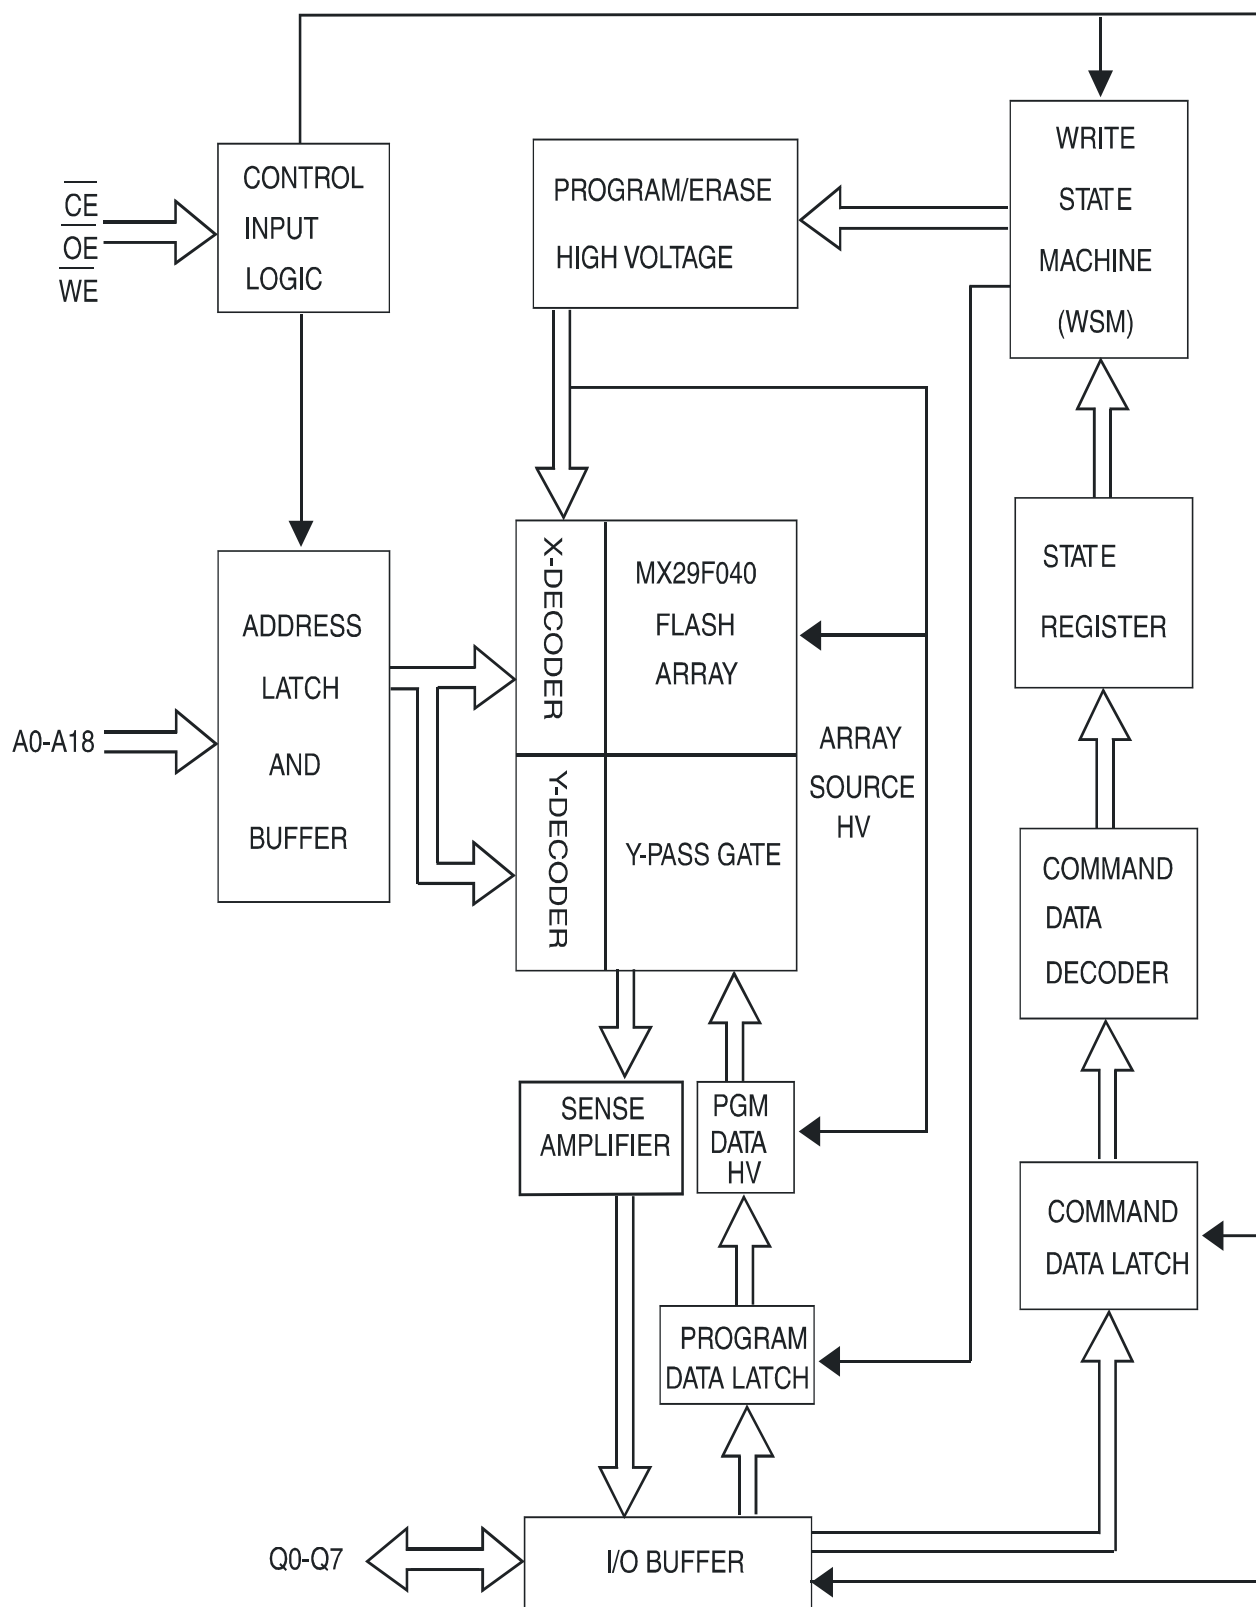 CE
OE
WE
CONTROL
INPUT
LOGIC
PROGRAM/ERASE
HIGH VOLTAGE
WRITE
STATE
MACHINE
(WSM)
A0-A18
ADDRESS
LATCH
AND
BUFFER
X-DECODER
MX29F040
FLASH
ARRAY
Y-DECODER
Y-PASS GATE
ARRAY
SOURCE
HV
STATE
REGISTER
COMMAND
DATA
DECODER
SENSE
AMPLIFIER
PGM
DATA
HV
COMMAND
DATA LATCH
PROGRAM
DATA LATCH
Q0-Q7
I/O BUFFER